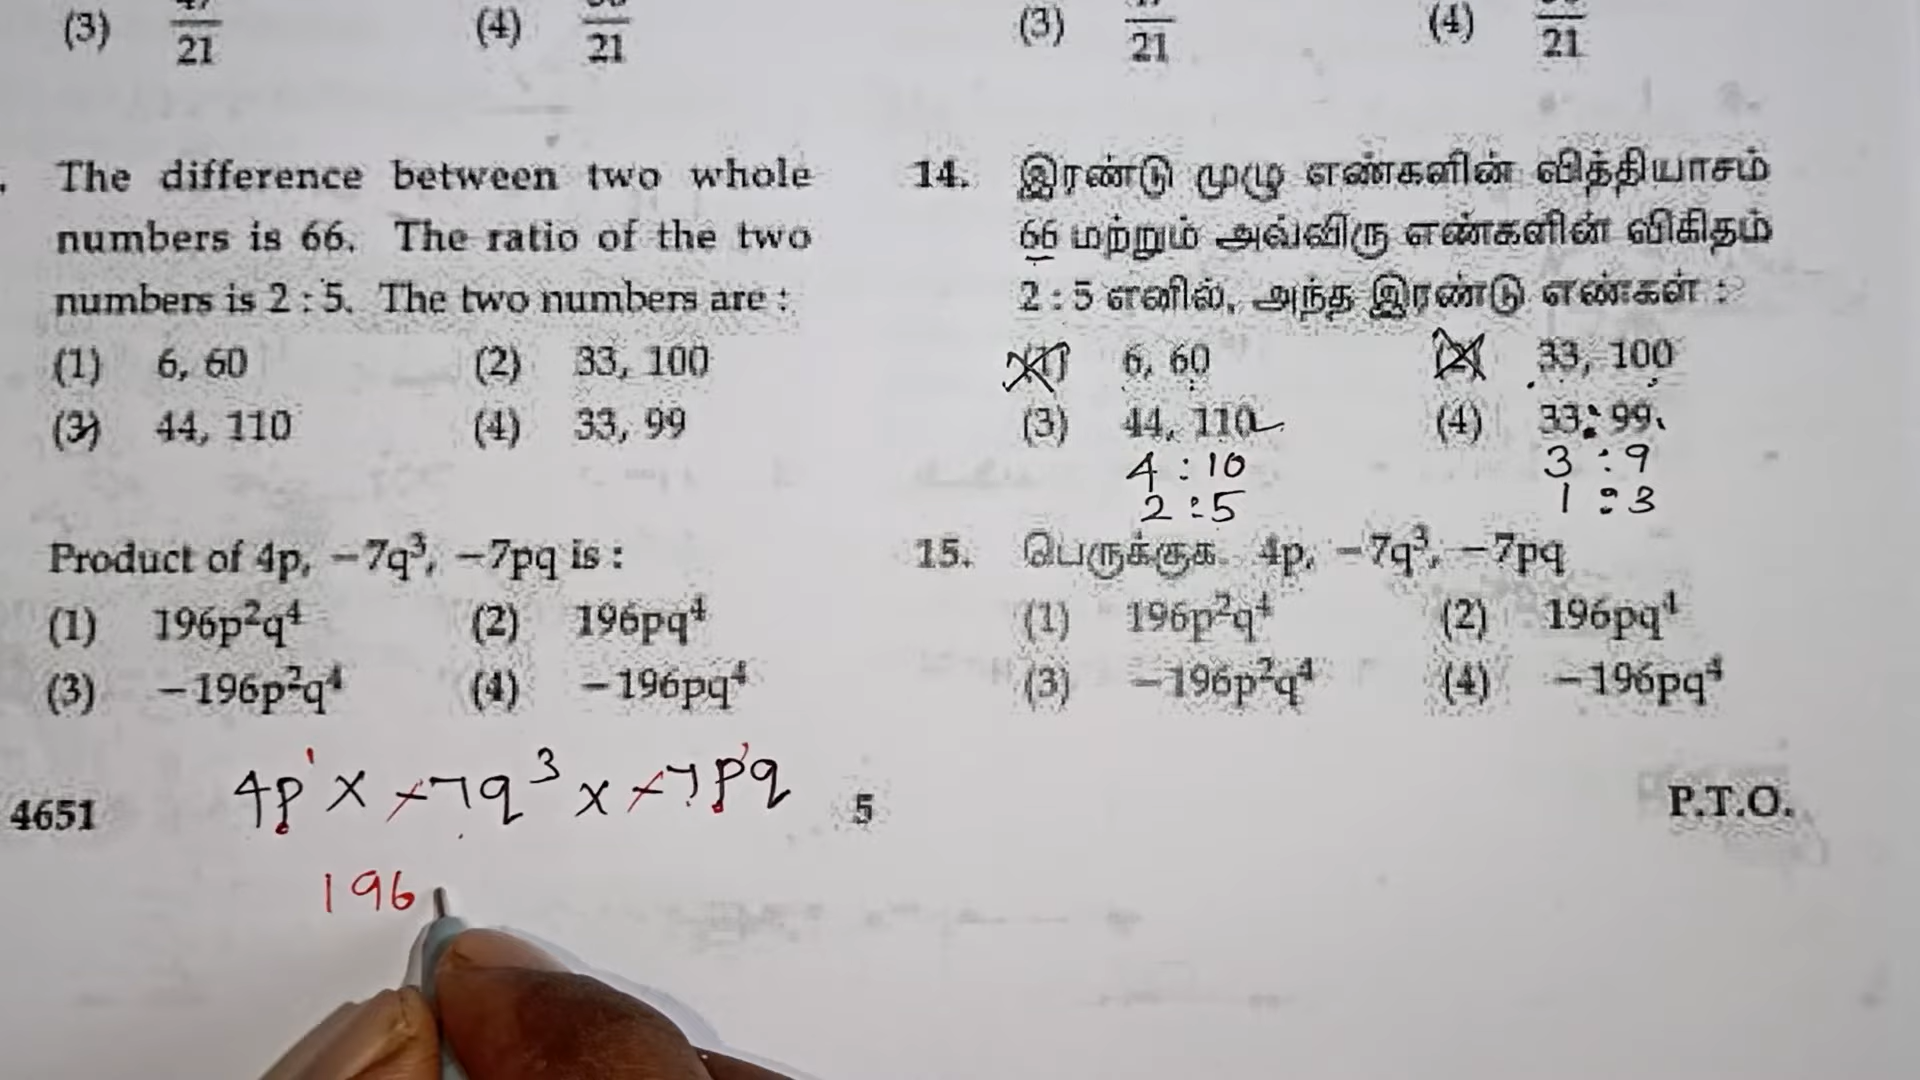 (3) 21 (4) 21
The difference between two whole
numbers is 66. The ratio of the two
numbers is 2 : 5. The two numbers are :
(1) 6, 60 (2) 33, 100
(3) 44, 110 (4) 33, 99
Product of 4p, −7q³, −7pq is :
(1) 196p²q⁴ (2) 196pq⁴
(3) −196p²q⁴ (4) −196pq⁴
4p¹ × −7q³ × −7p¹q
196
4651
5
(3) 21 (4) 21
14. இரண்டு முழு எண்களின் வித்தியாசம்
66 மற்றும் அவ்விரு எண்களின் விகிதம்
2 : 5 எனில், அந்த இரண்டு எண்கள் :
(1) 6, 60 (2) 33, 100
(3) 44, 110 (4) 33 : 99
4 : 10 3 : 9
2 : 5 1 : 3
15. பெருக்குக. 4p, −7q³, −7pq
(1) 196p²q⁴ (2) 196pq⁴
(3) −196p²q⁴ (4) −196pq⁴
P.T.O.